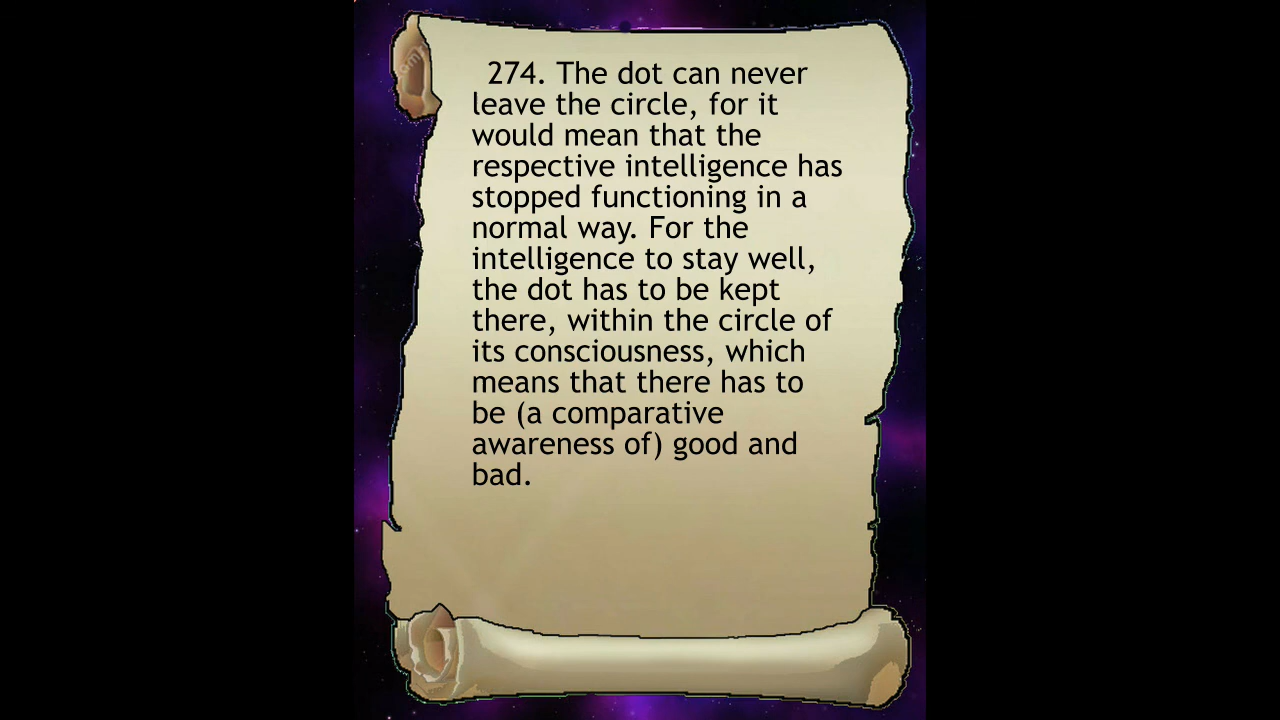 274. The dot can never
leave the circle, for it
would mean that the
respective intelligence has
stopped functioning in a
normal way. For the
intelligence to stay well,
the dot has to be kept
there, within the circle of
its consciousness, which
means that there has to
be (a comparative
awareness of) good and
bad.